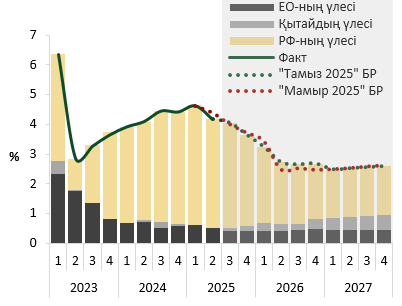 ЕО-ның үлесі
Қытайдың үлесі
РФ-ның үлесі
Факт
"Тамыз 2025" БР
"Мамыр 2025" БР
7
6
5
4
3
2
1
0
%
1 2 3 4 1 2 3 4 1 2 3 4 1 2 3 4 1 2 3 4
2023 2024 2025 2026 2027